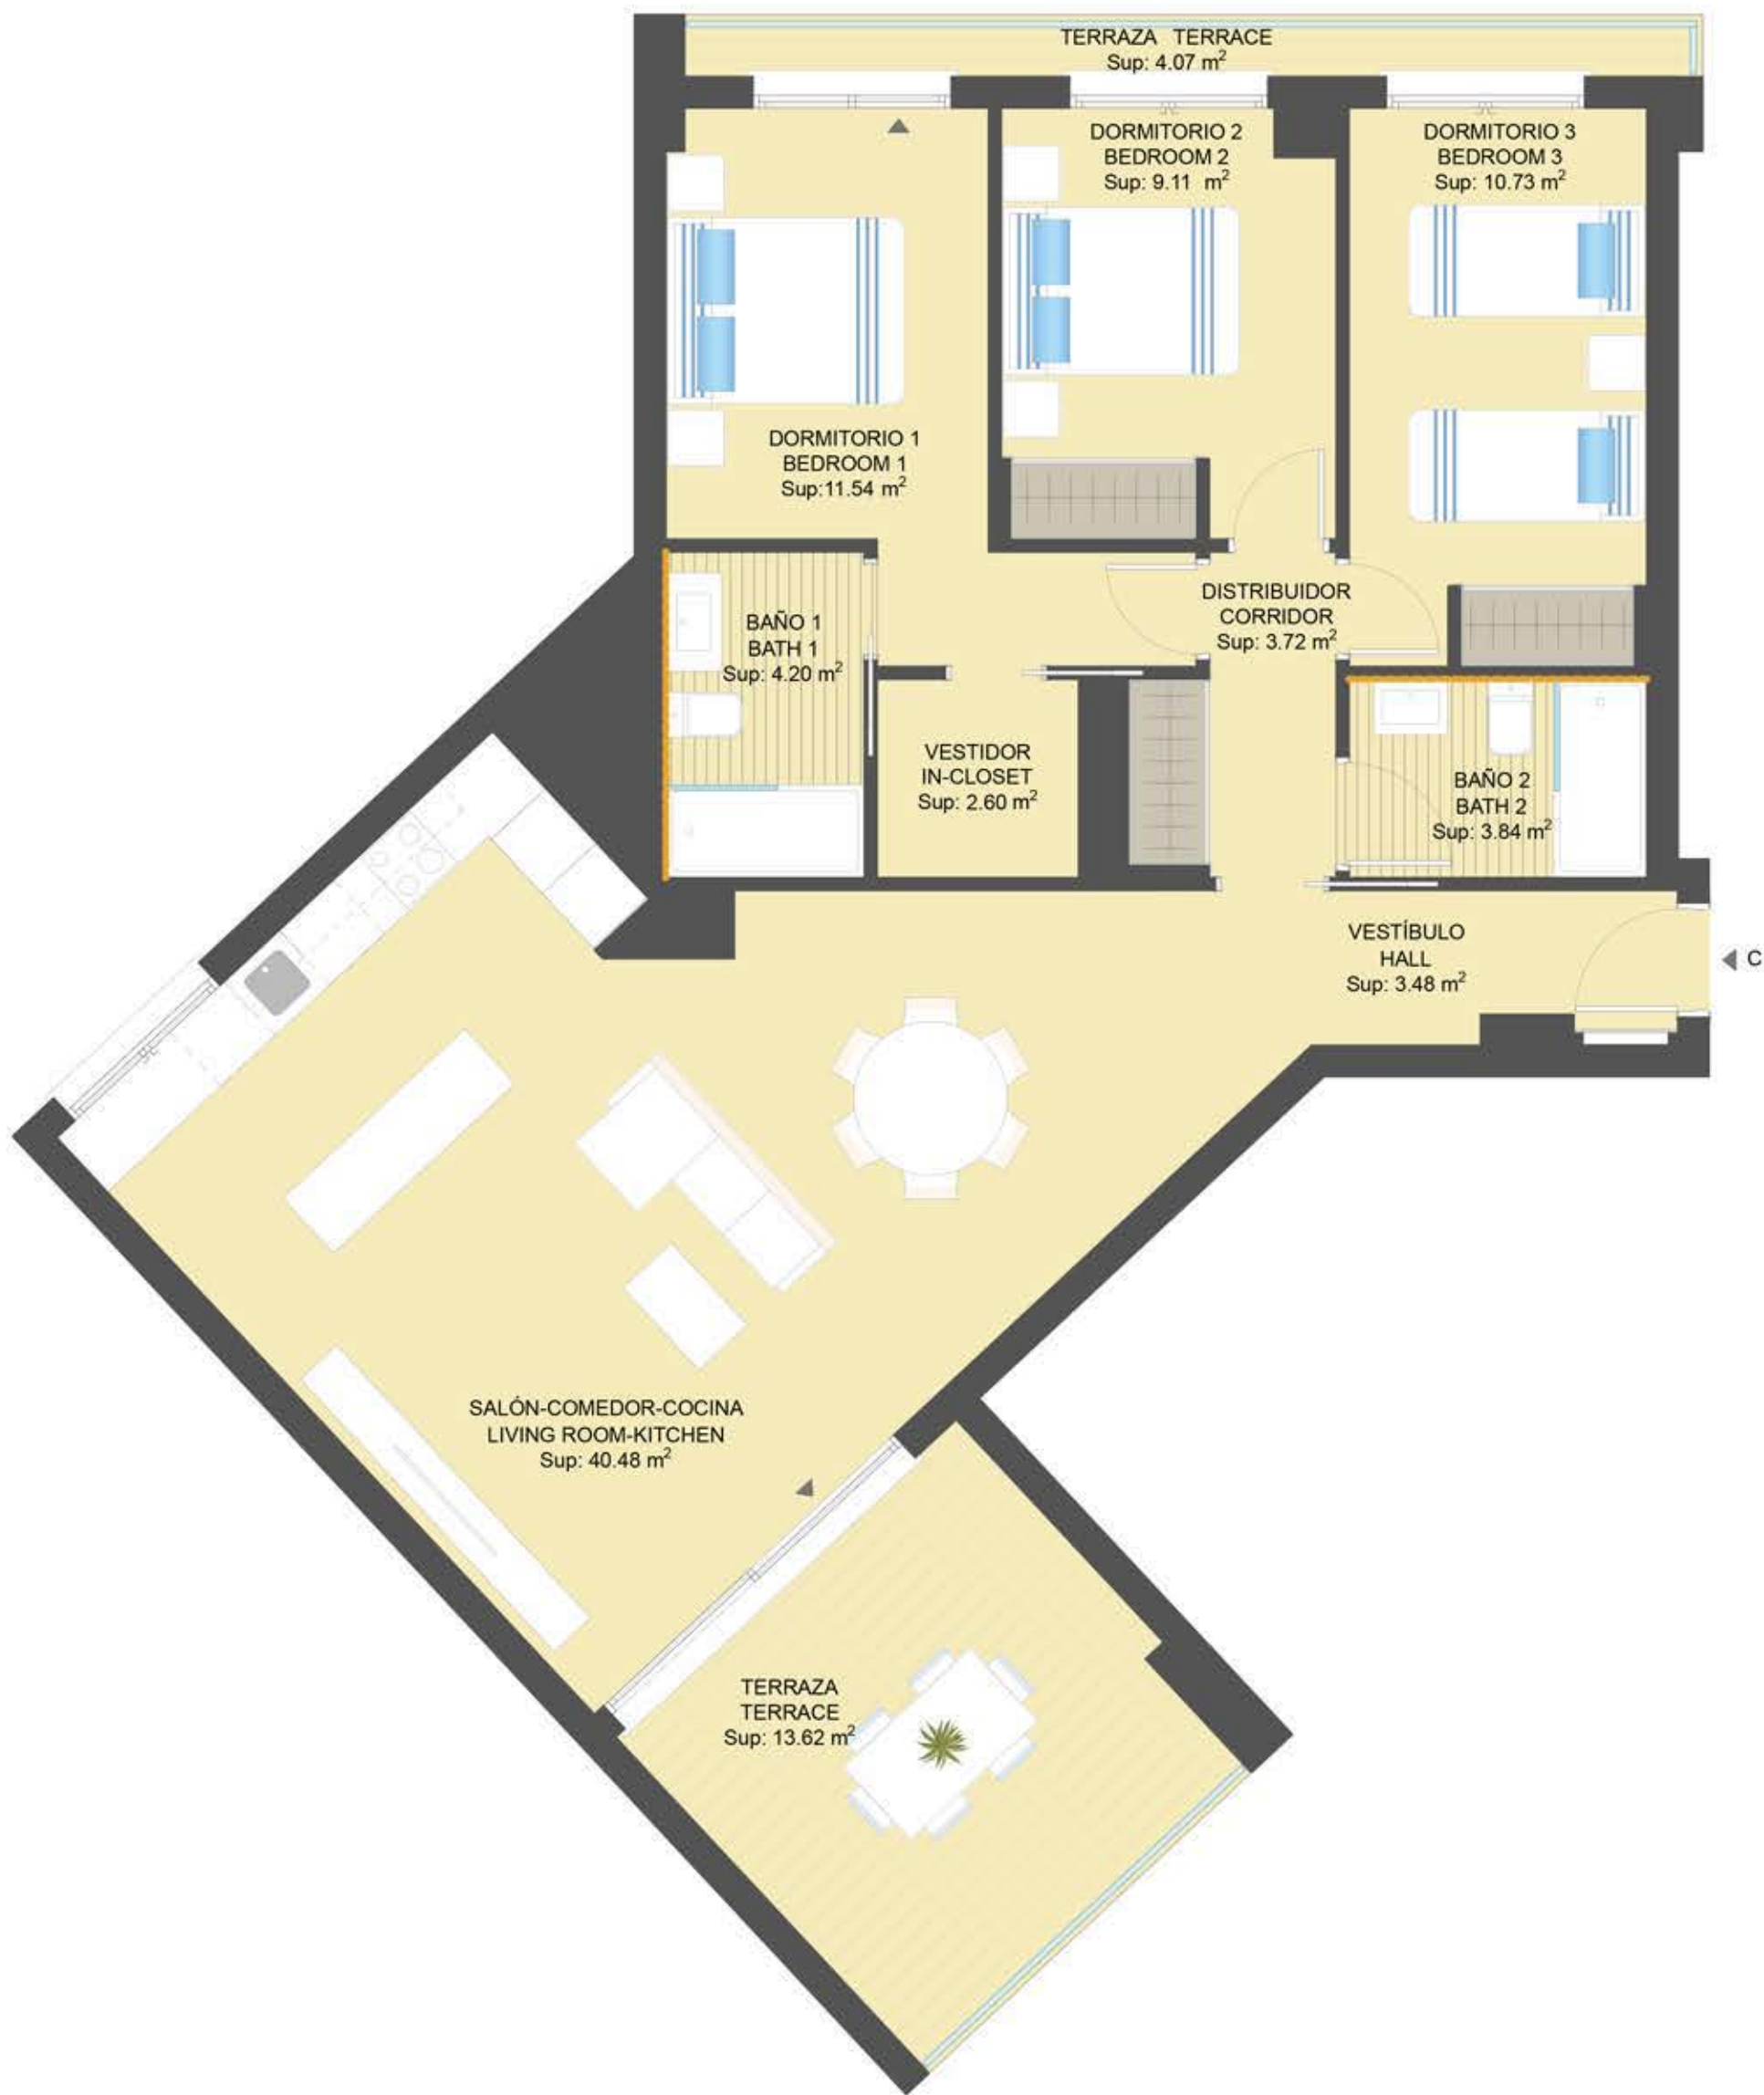 TERRAZA TERRACE
Sup: 4.07 m²
DORMITORIO 2
BEDROOM 2
Sup: 9.11 m²
DORMITORIO 3
BEDROOM 3
Sup: 10.73 m²
DORMITORIO 1
BEDROOM 1
Sup:11.54 m²
DISTRIBUIDOR
CORRIDOR
Sup: 3.72 m²
BAÑO 1
BATH 1
Sup: 4.20 m²
VESTIDOR
IN-CLOSET
Sup: 2.60 m²
BAÑO 2
BATH 2
Sup: 3.84 m²
VESTÍBULO
HALL
Sup: 3.48 m²
C
SALÓN-COMEDOR-COCINA
LIVING ROOM-KITCHEN
Sup: 40.48 m²
TERRAZA
TERRACE
Sup: 13.62 m²